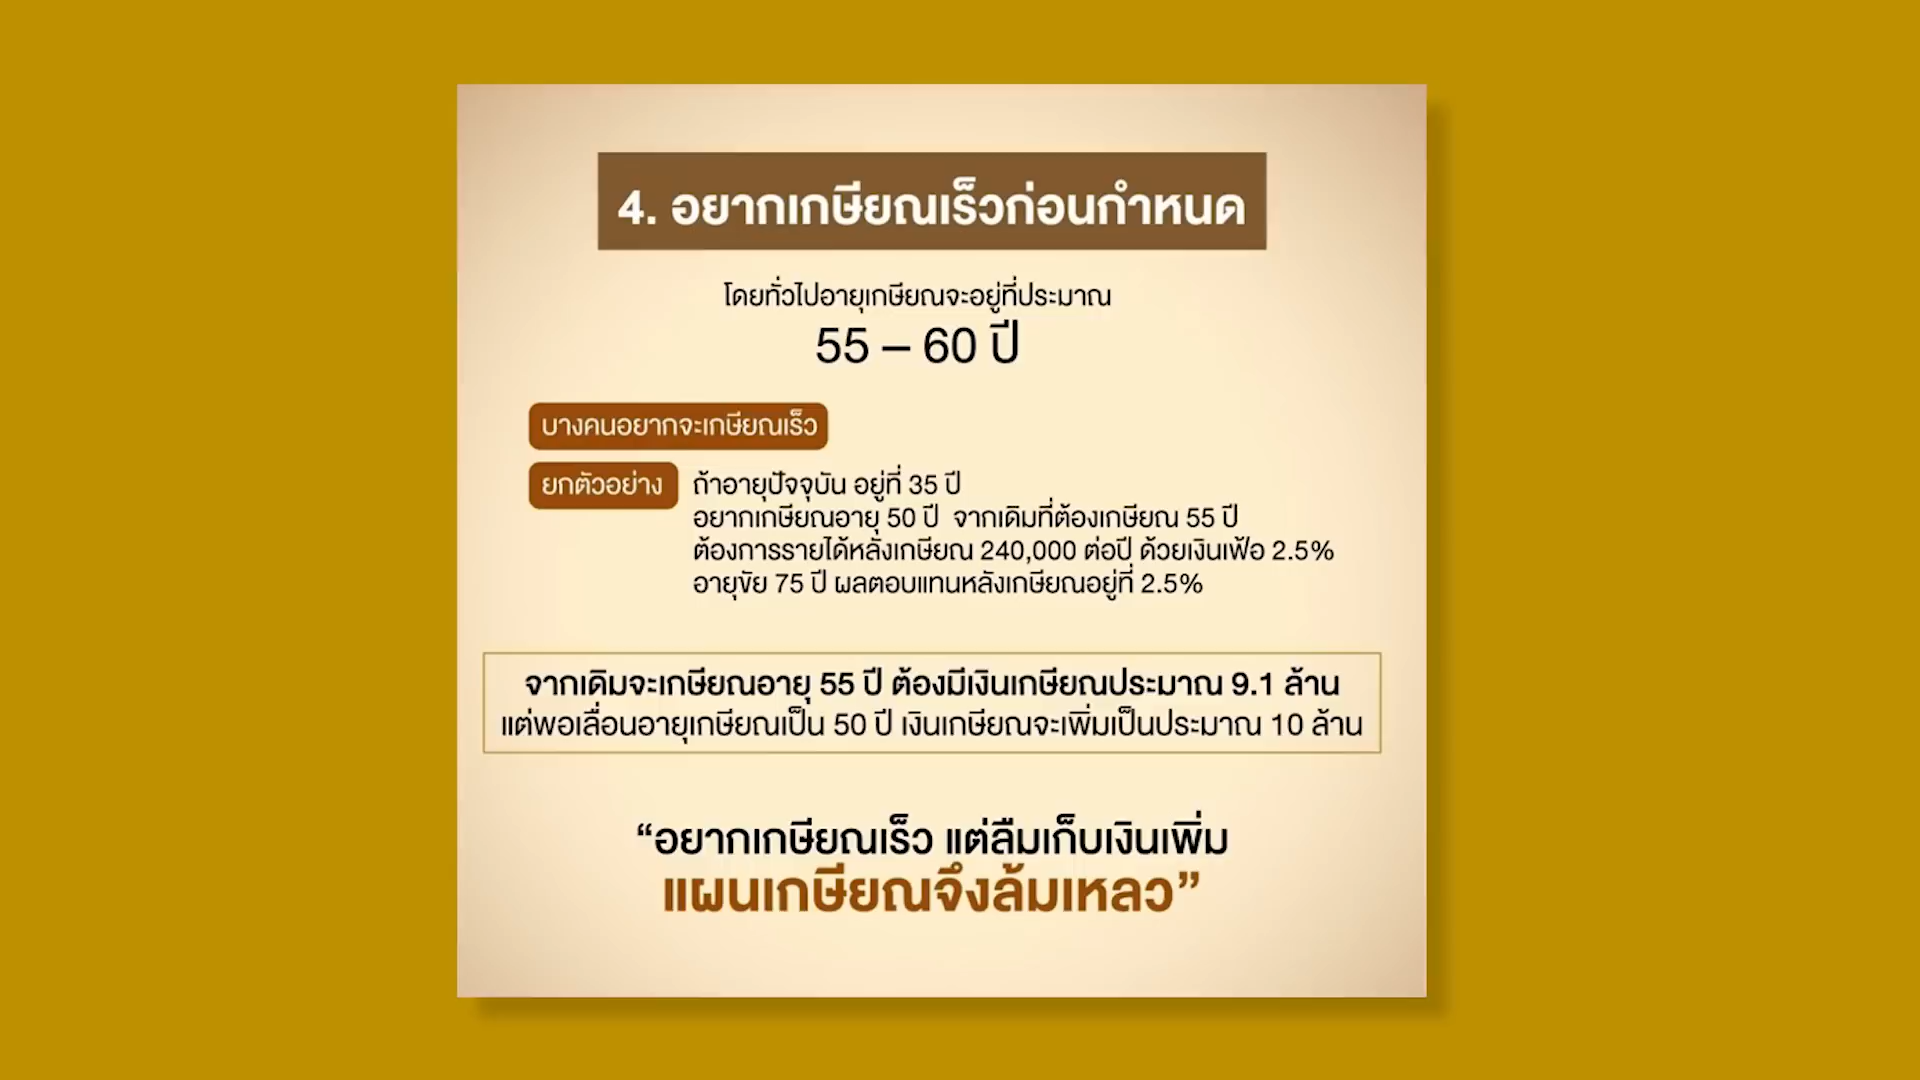 4. อยากเกษียณเร็วก่อนกำหนด
โดยทั่วไปอายุเกษียณจะอยู่ที่ประมาณ
55 – 60 ปี
บางคนอยากจะเกษียณเร็ว
ยกตัวอย่าง ถ้าอายุปัจจุบัน อยู่ที่ 35 ปี
อยากเกษียณอายุ 50 ปี จากเดิมที่ต้องเกษียณ 55 ปี
ต้องการรายได้หลังเกษียณ 240,000 ต่อปี ด้วยเงินเฟ้อ 2.5%
อายุขัย 75 ปี ผลตอบแทนหลังเกษียณอยู่ที่ 2.5%
จากเดิมจะเกษียณอายุ 55 ปี ต้องมีเงินเกษียณประมาณ 9.1 ล้าน
แต่พอเลื่อนอายุเกษียณเป็น 50 ปี เงินเกษียณจะเพิ่มเป็นประมาณ 10 ล้าน
“อยากเกษียณเร็ว แต่ลืมเก็บเงินเพิ่ม
แผนเกษียณจึงล้มเหลว”